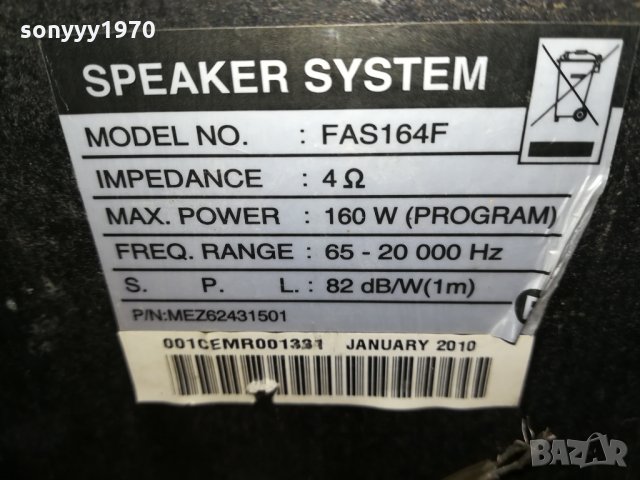 sonyyy1970
SPEAKER SYSTEM
MODEL NO. : FAS164F
IMPEDANCE : 4 Ω
MAX. POWER : 160 W (PROGRAM)
FREQ. RANGE : 65 - 20 000 Hz
S. P. L. : 82 dB/W(1m)
P/N:MEZ62431501
001CEMR001331 JANUARY 2010
BAZAR